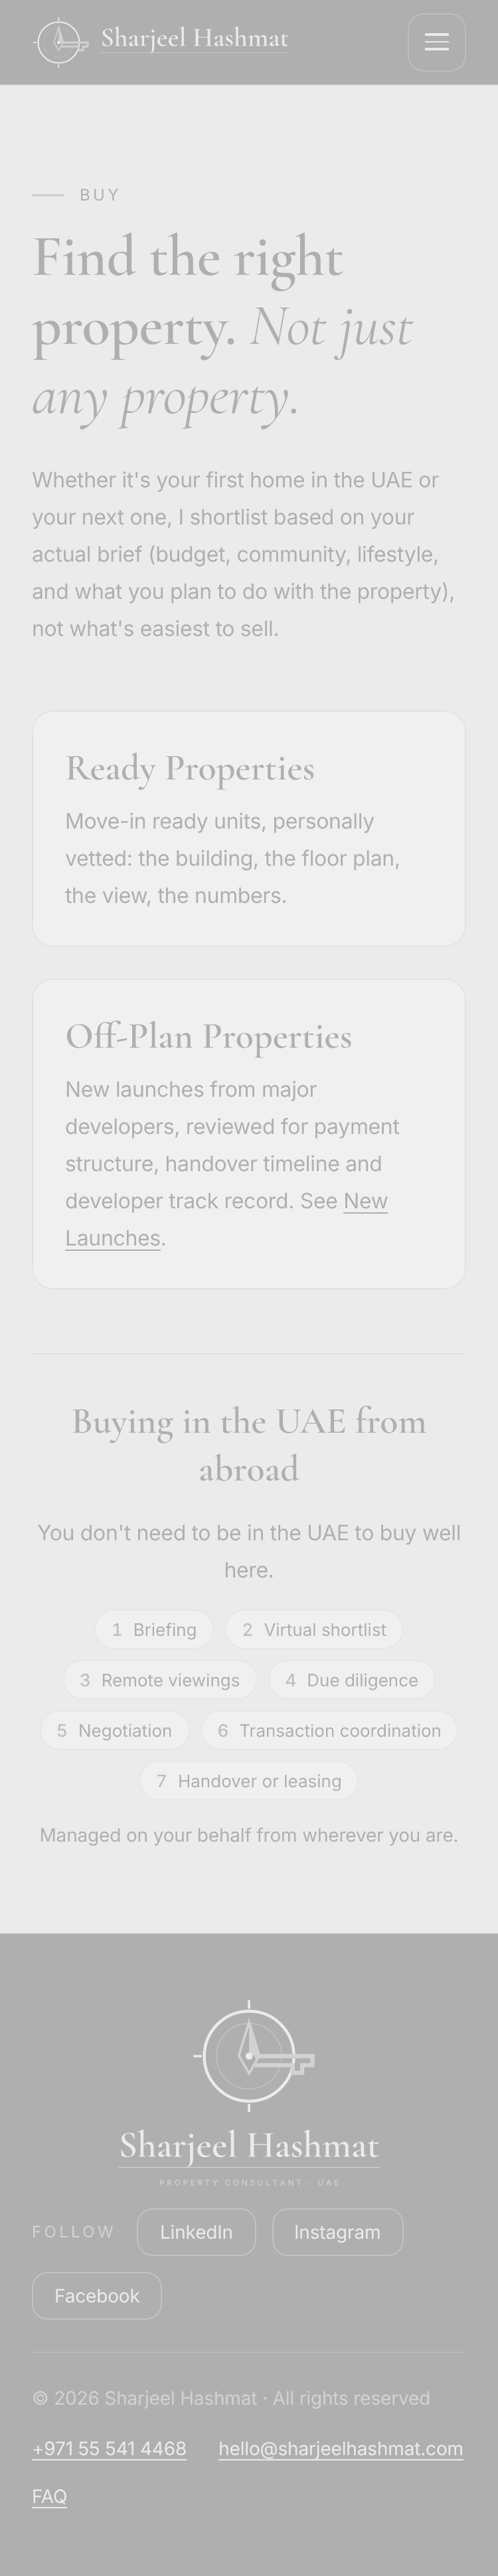 Sharjeel Hashmat
BUY
Find the right
property. Not just
any property.
Whether it's your first home in the UAE or
your next one, I shortlist based on your
actual brief (budget, community, lifestyle,
and what you plan to do with the property),
not what's easiest to sell.
Ready Properties
Move-in ready units, personally
vetted: the building, the floor plan,
the view, the numbers.
Off-Plan Properties
New launches from major
developers, reviewed for payment
structure, handover timeline and
developer track record. See New
Launches.
Buying in the UAE from
abroad
You don't need to be in the UAE to buy well
here.
1 Briefing 2 Virtual shortlist
3 Remote viewings 4 Due diligence
5 Negotiation 6 Transaction coordination
7 Handover or leasing
Managed on your behalf from wherever you are.
Sharjeel Hashmat
PROPERTY CONSULTANT · UAE
FOLLOW LinkedIn Instagram
Facebook
© 2026 Sharjeel Hashmat · All rights reserved
+971 55 541 4468 hello@sharjeelhashmat.com
FAQ